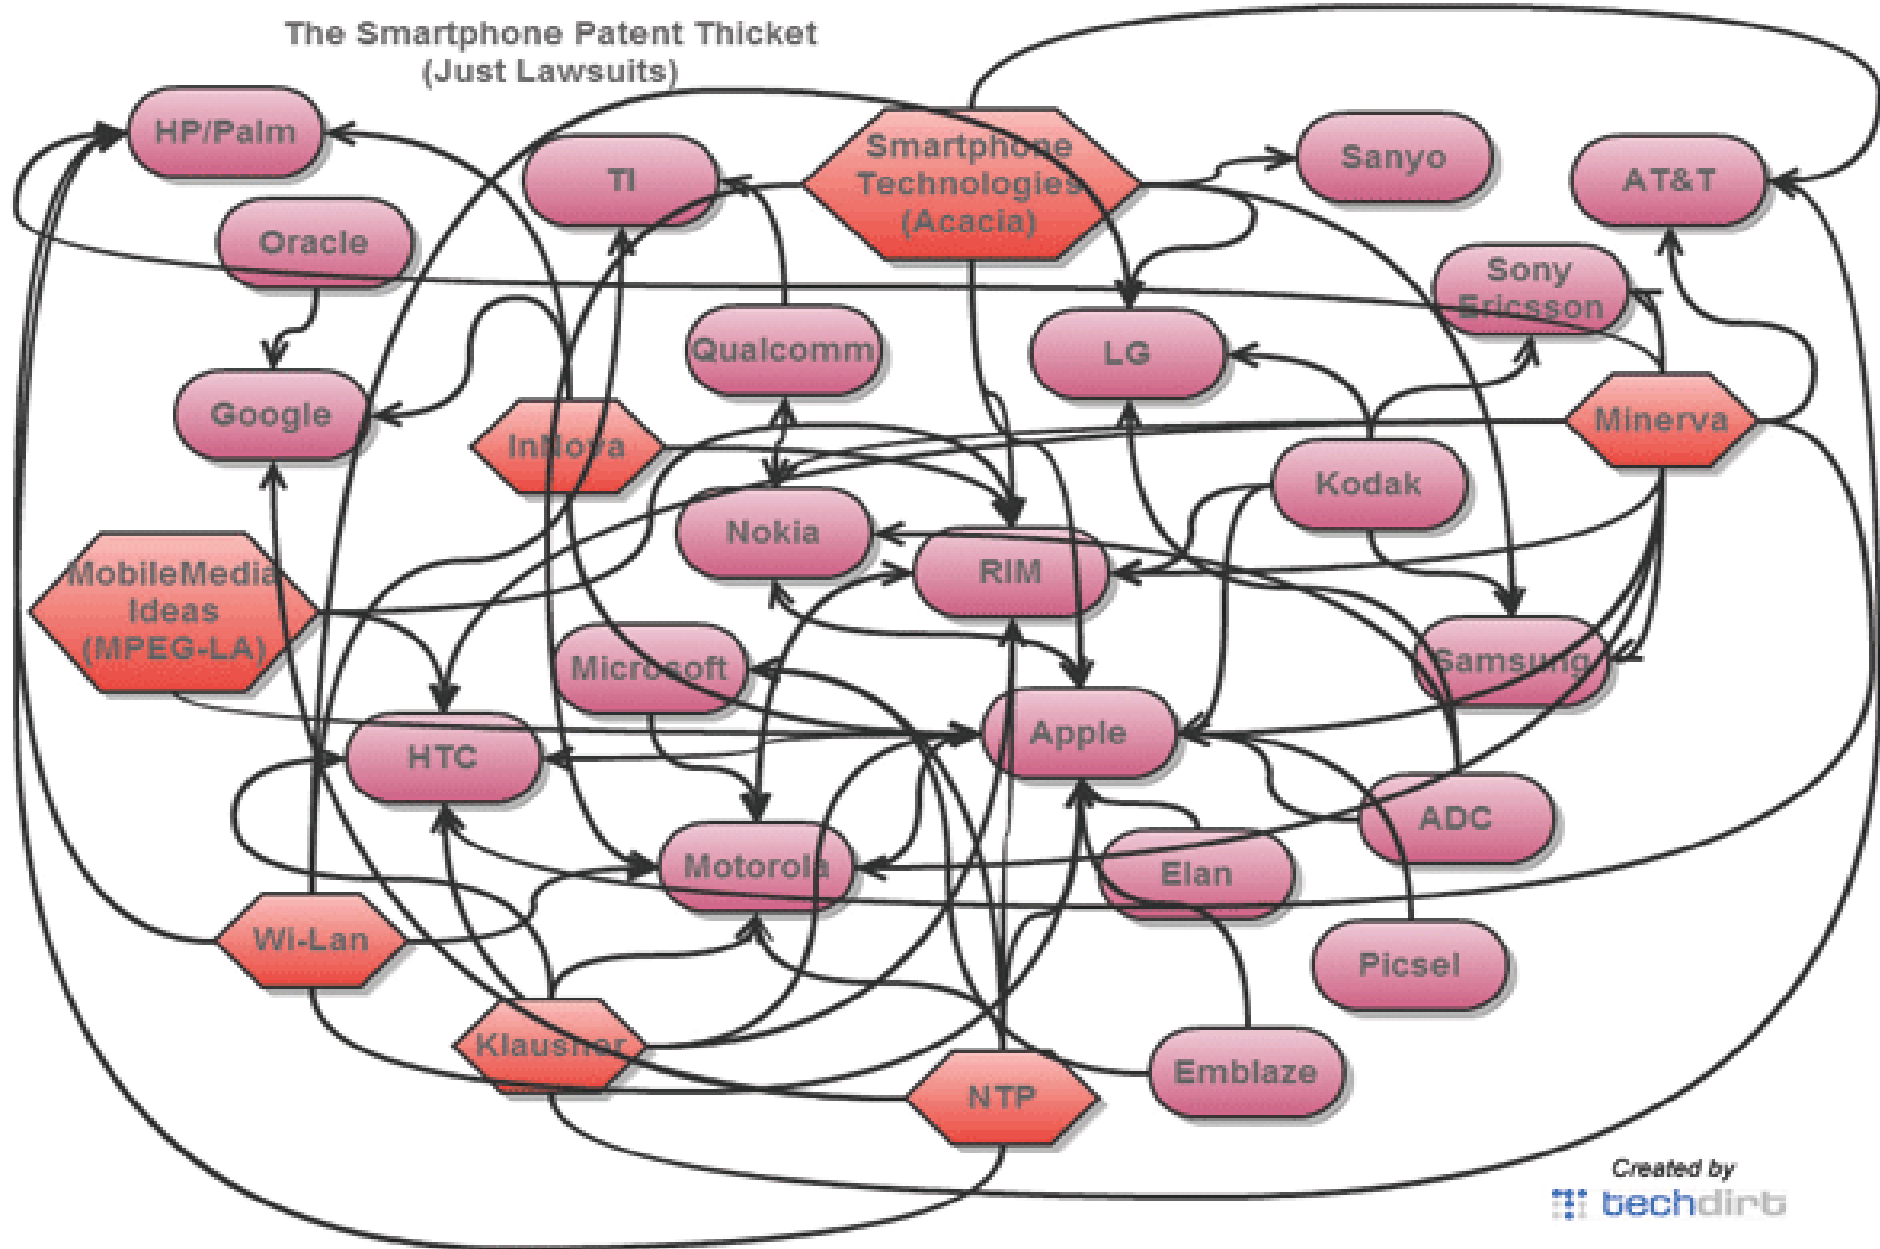 The Smartphone Patent Thicket
(Just Lawsuits)
HP/Palm
TI
Smartphone
Technologies
(Acacia)
Sanyo
AT&T
Oracle
Sony
Ericsson
Qualcomm
LG
Google
InNova
Minerva
Kodak
Nokia
RIM
MobileMedia
Ideas
(MPEG-LA)
Microsoft
Samsung
HTC
Apple
Motorola
Elan
ADC
Wi-Lan
Picsel
Klausner
NTP
Emblaze
Created by
techdirt